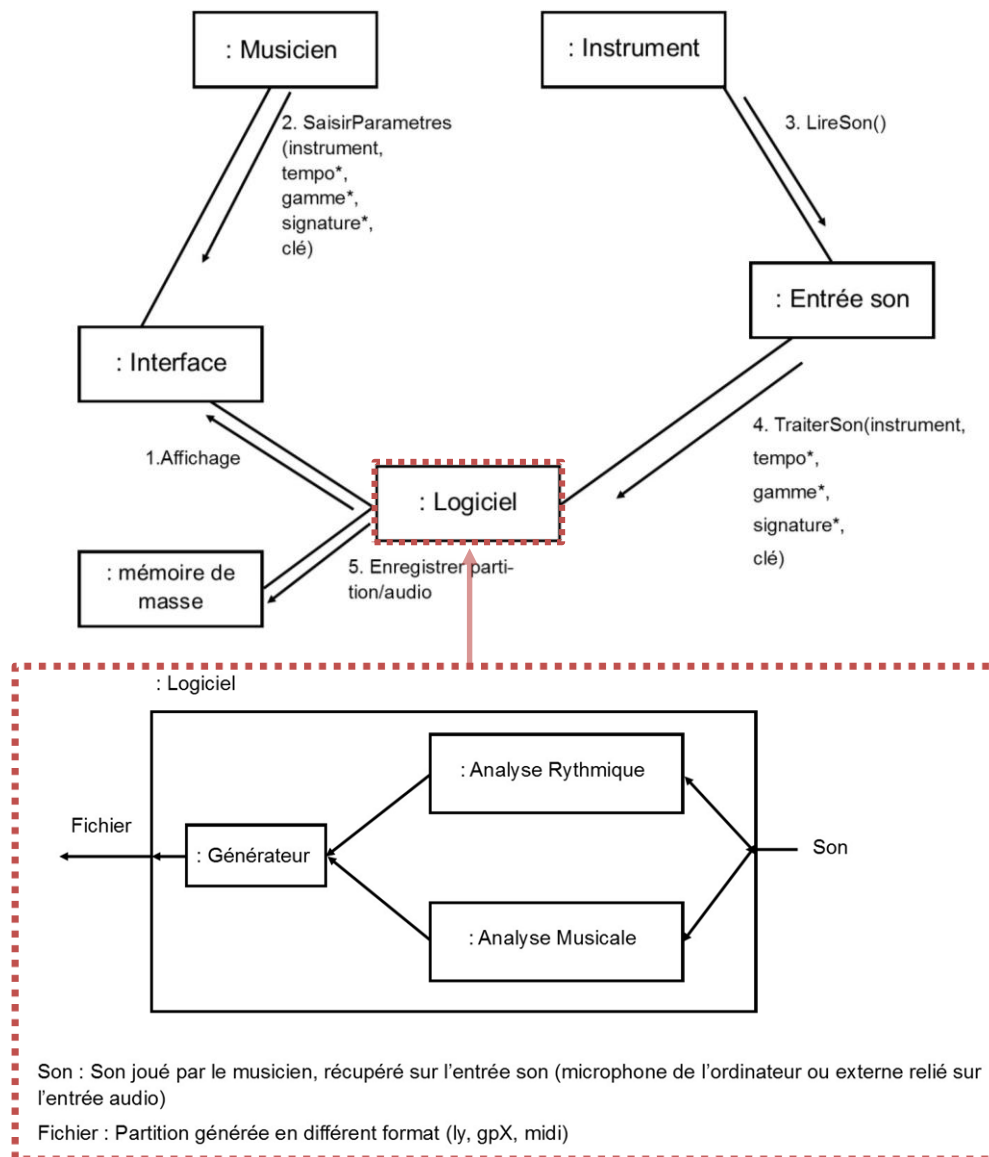 : Musicien
: Instrument
2. SaisirParametres
(instrument,
tempo*,
gamme*,
signature*,
clé)
3. LireSon()
: Entrée son
: Interface
1.Affichage
4. TraiterSon(instrument,
tempo*,
gamme*,
signature*,
clé)
: Logiciel
: mémoire de
masse
5. Enregistrer parti-
tion/audio
: Logiciel
: Analyse Rythmique
Fichier
: Générateur
Son
: Analyse Musicale
Son : Son joué par le musicien, récupéré sur l'entrée son (microphone de l'ordinateur ou externe relié sur
l'entrée audio)
Fichier : Partition générée en différent format (ly, gpX, midi)